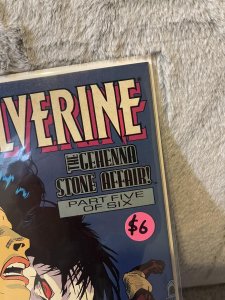 LVERINE
THE GEHENNA
STONE AFFAIR!
PART FIVE
OF SIX
$6